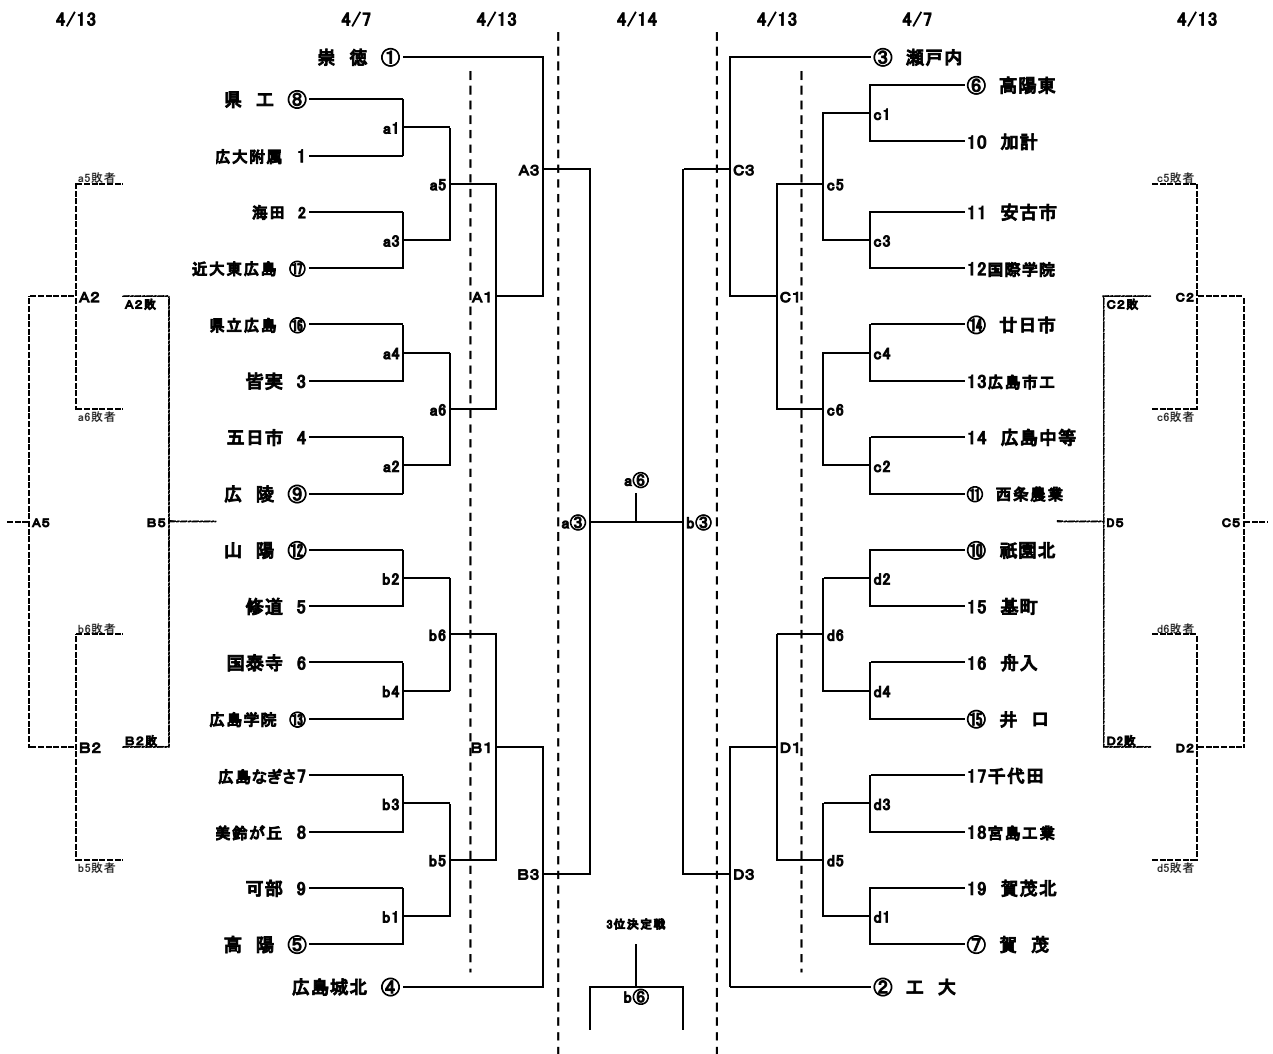 4/13 4/7 4/13 4/14 4/13 4/7 4/13
崇 徳 ① ③ 瀬戸内
⑥ 高陽東
県 工 ⑧
c1
a1
10 加計
広大附属 1
A3 C3
a5敗者 c5敗者
a5 c5
海田 2 11 安古市
a3 c3
近大東広島 ⑰ 12国際学院
A2 A1 C1 C2
A2敗 C2敗
県立広島 ⑯ ⑭ 廿日市
a4 c4
皆実 3 13広島市工
a6 c6
a6敗者 c6敗者
五日市 4 14 広島中等
a2 c2
a⑥
広 陵 ⑨ ⑪ 西条農業
A5 B5 a③ b③ D5 C5
山 陽 ⑫ ⑩ 祇園北
b2 d2
修道 5 15 基町
b6敗者 d6敗者
b6 d6
国泰寺 6 16 舟入
b4 d4
広島学院 ⑬ ⑮ 井 口
B2敗 D2敗
B2 B1 D1 D2
広島なぎさ7 17千代田
b3 d3
美鈴が丘 8 18宮島工業
b5 d5
b5敗者 d5敗者
B3 D3
可部 9 19 賀茂北
b1 d1
3位決定戦
高 陽 ⑤ ⑦ 賀 茂
広島城北 ④ ② 工 大
b⑥